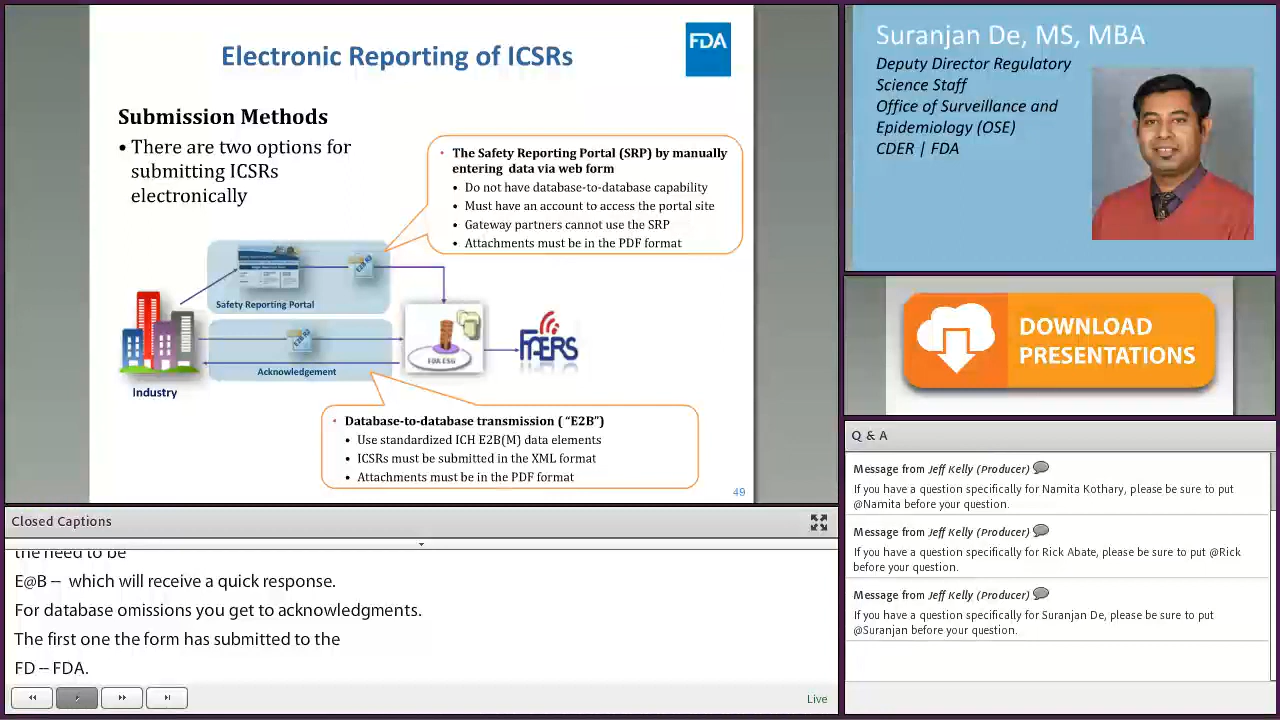 Electronic Reporting of ICSRs
FDA
Submission Methods
• There are two options for
submitting ICSRs
electronically
• The Safety Reporting Portal (SRP) by manually
entering data via web form
• Do not have database-to-database capability
• Must have an account to access the portal site
• Gateway partners cannot use the SRP
• Attachments must be in the PDF format
Safety Reporting Portal
E2B R3
E2B R3
Acknowledgement
FDA ESG
FAERS
Industry
• Database-to-database transmission ( “E2B”)
• Use standardized ICH E2B(M) data elements
• ICSRs must be submitted in the XML format
• Attachments must be in the PDF format
49
Suranjan De, MS, MBA
Deputy Director Regulatory
Science Staff
Office of Surveillance and
Epidemiology (OSE)
CDER | FDA
DOWNLOAD
PRESENTATIONS
Q & A
Message from Jeff Kelly (Producer)
If you have a question specifically for Namita Kothary, please be sure to put
@Namita before your question.
Message from Jeff Kelly (Producer)
If you have a question specifically for Rick Abate, please be sure to put @Rick
before your question.
Message from Jeff Kelly (Producer)
If you have a question specifically for Suranjan De, please be sure to put
@Suranjan before your question.
Closed Captions
the need to be
E@B -- which will receive a quick response.
For database omissions you get to acknowledgments.
The first one the form has submitted to the
FD -- FDA.
Live